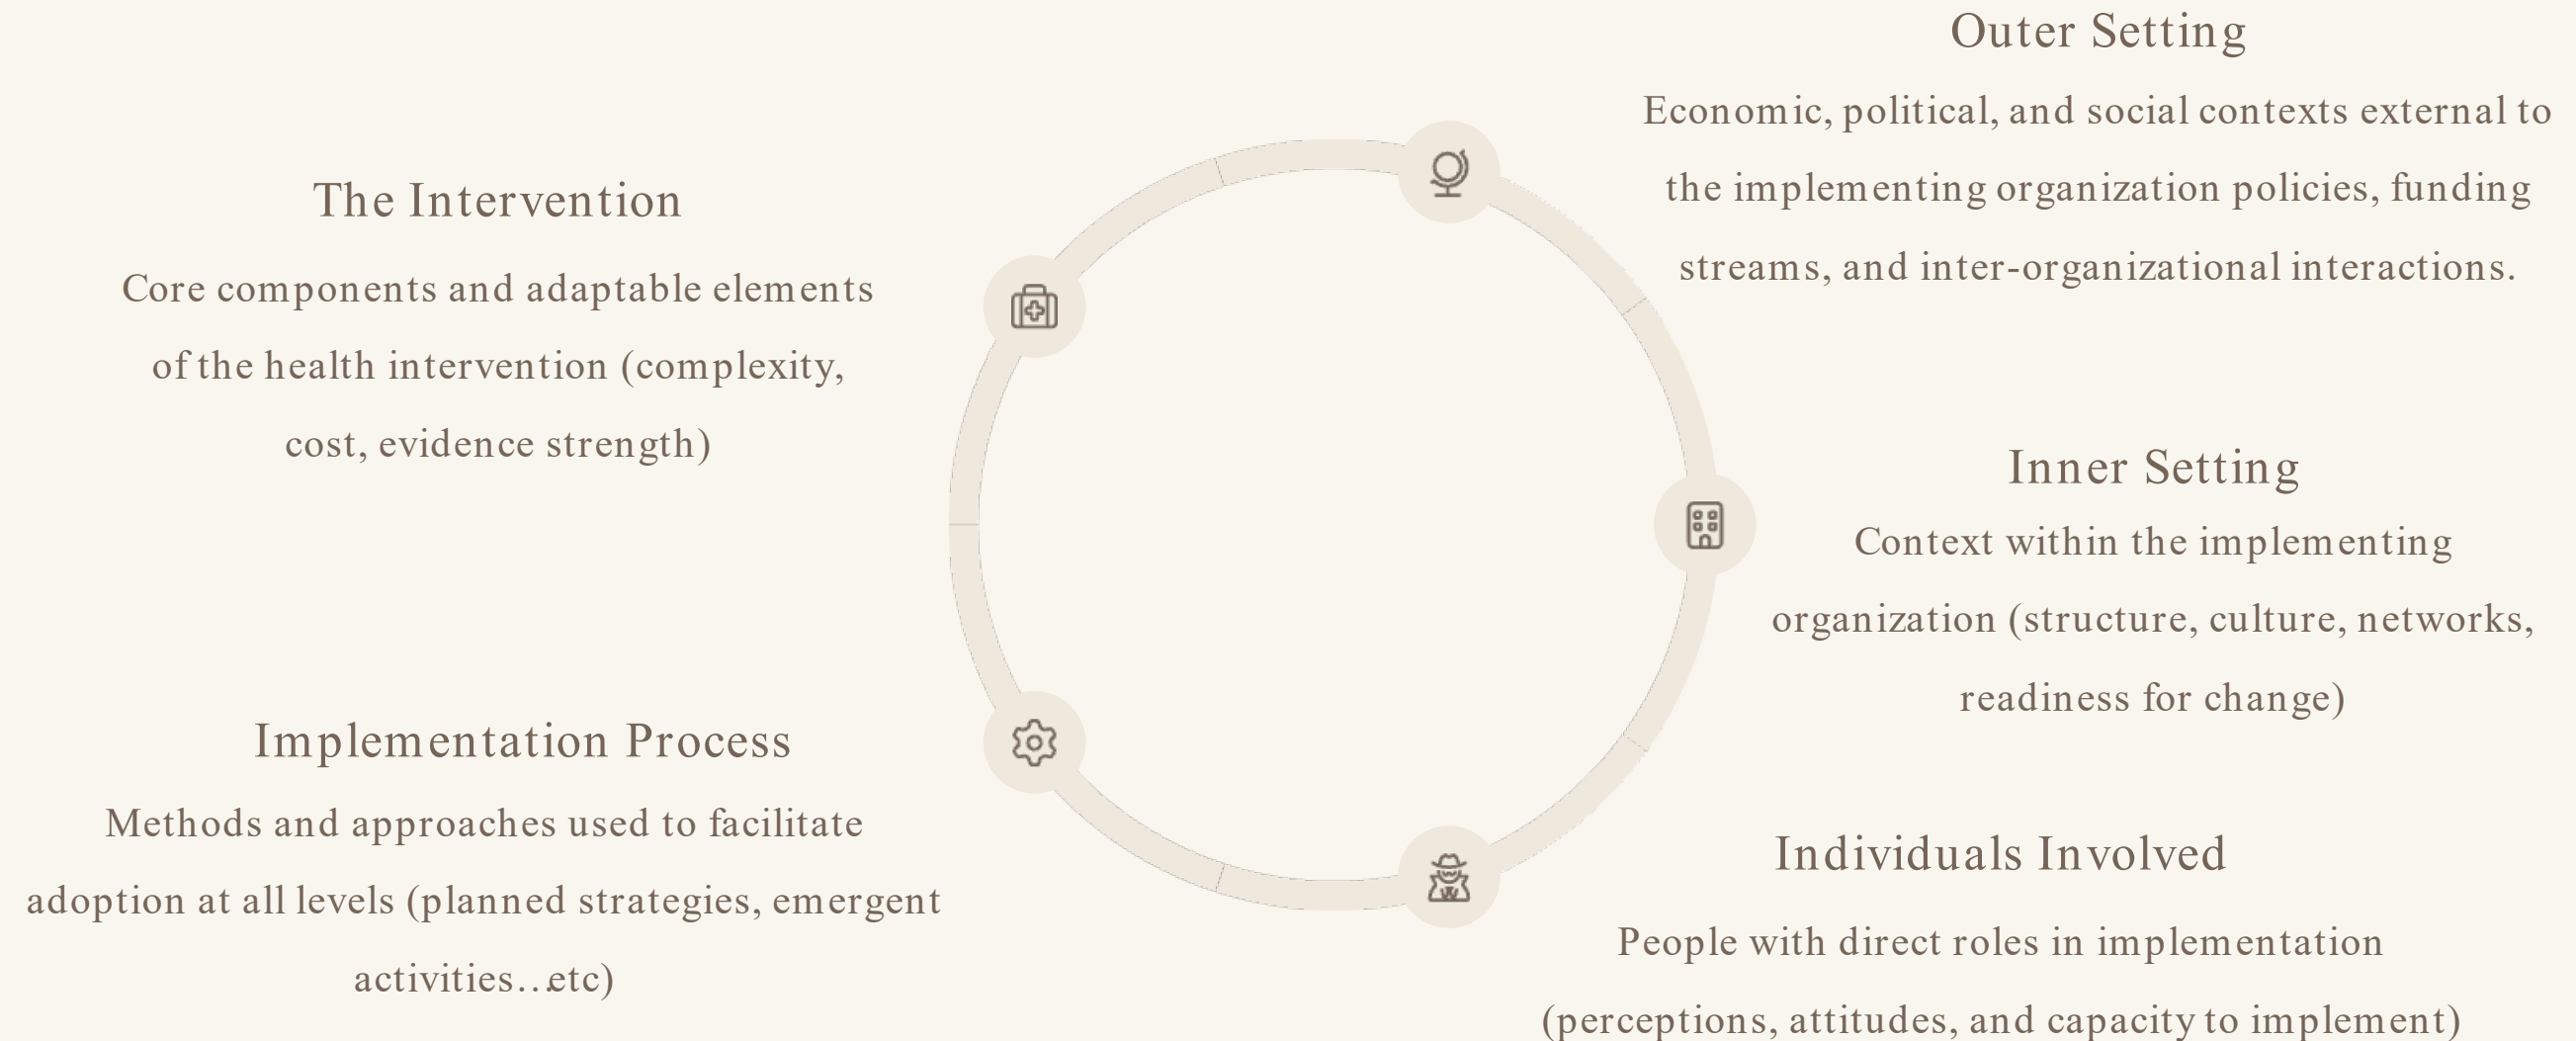 The Intervention
Core components and adaptable elements
of the health intervention (complexity,
cost, evidence strength)
Outer Setting
Economic, political, and social contexts external to
the implementing organization policies, funding
streams, and inter-organizational interactions.
Inner Setting
Context within the implementing
organization (structure, culture, networks,
readiness for change)
Individuals Involved
People with direct roles in implementation
(perceptions, attitudes, and capacity to implement)
Implementation Process
Methods and approaches used to facilitate
adoption at all levels (planned strategies, emergent
activities…etc)